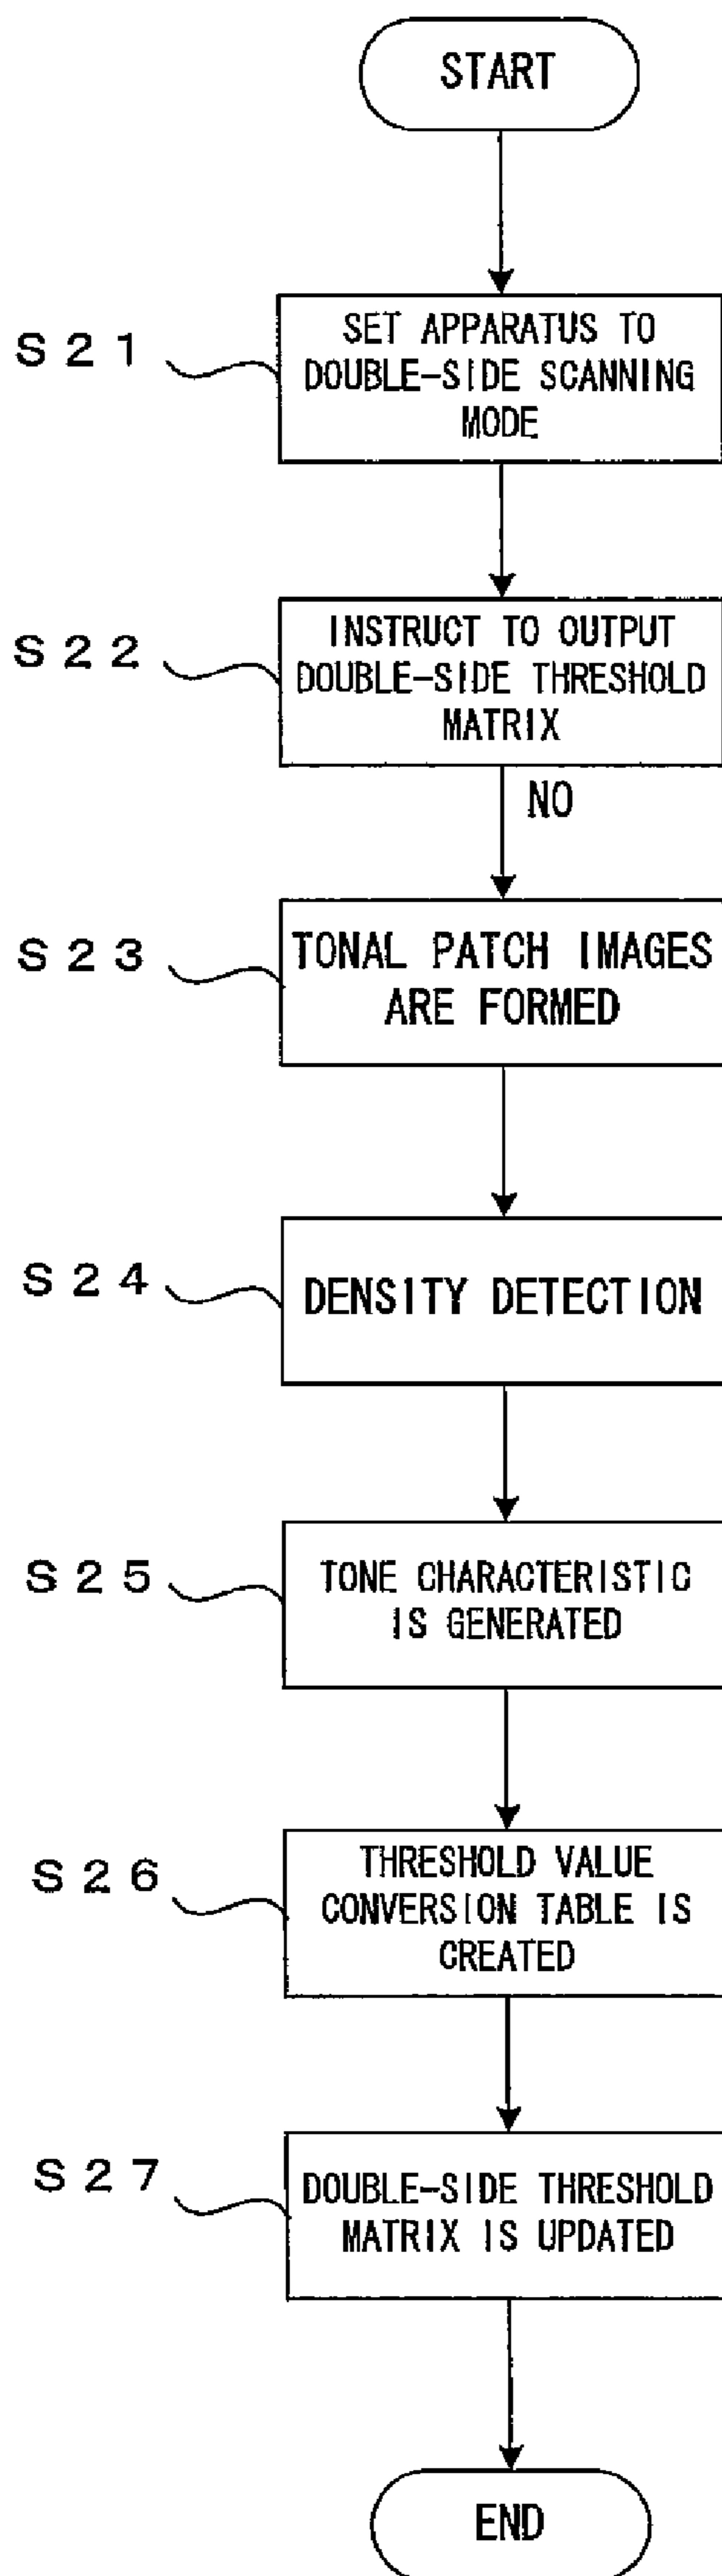 START
S21
SET APPARATUS TO
DOUBLE-SIDE SCANNING
MODE
S22
INSTRUCT TO OUTPUT
DOUBLE-SIDE THRESHOLD
MATRIX
NO
S23
TONAL PATCH IMAGES
ARE FORMED
S24
DENSITY DETECTION
S25
TONE CHARACTERISTIC
IS GENERATED
S26
THRESHOLD VALUE
CONVERSION TABLE IS
CREATED
S27
DOUBLE-SIDE THRESHOLD
MATRIX IS UPDATED
END